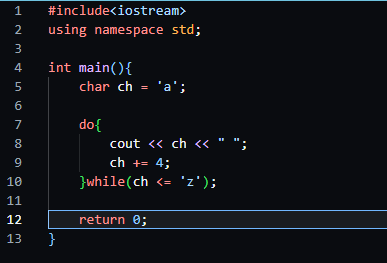 1 #include<iostream>
2 using namespace std;
3
4 int main(){
5     char ch = 'a';
6
7     do{
8         cout << ch << " ";
9         ch += 4;
10     }while(ch <= 'z');
11
12     return 0;
13 }